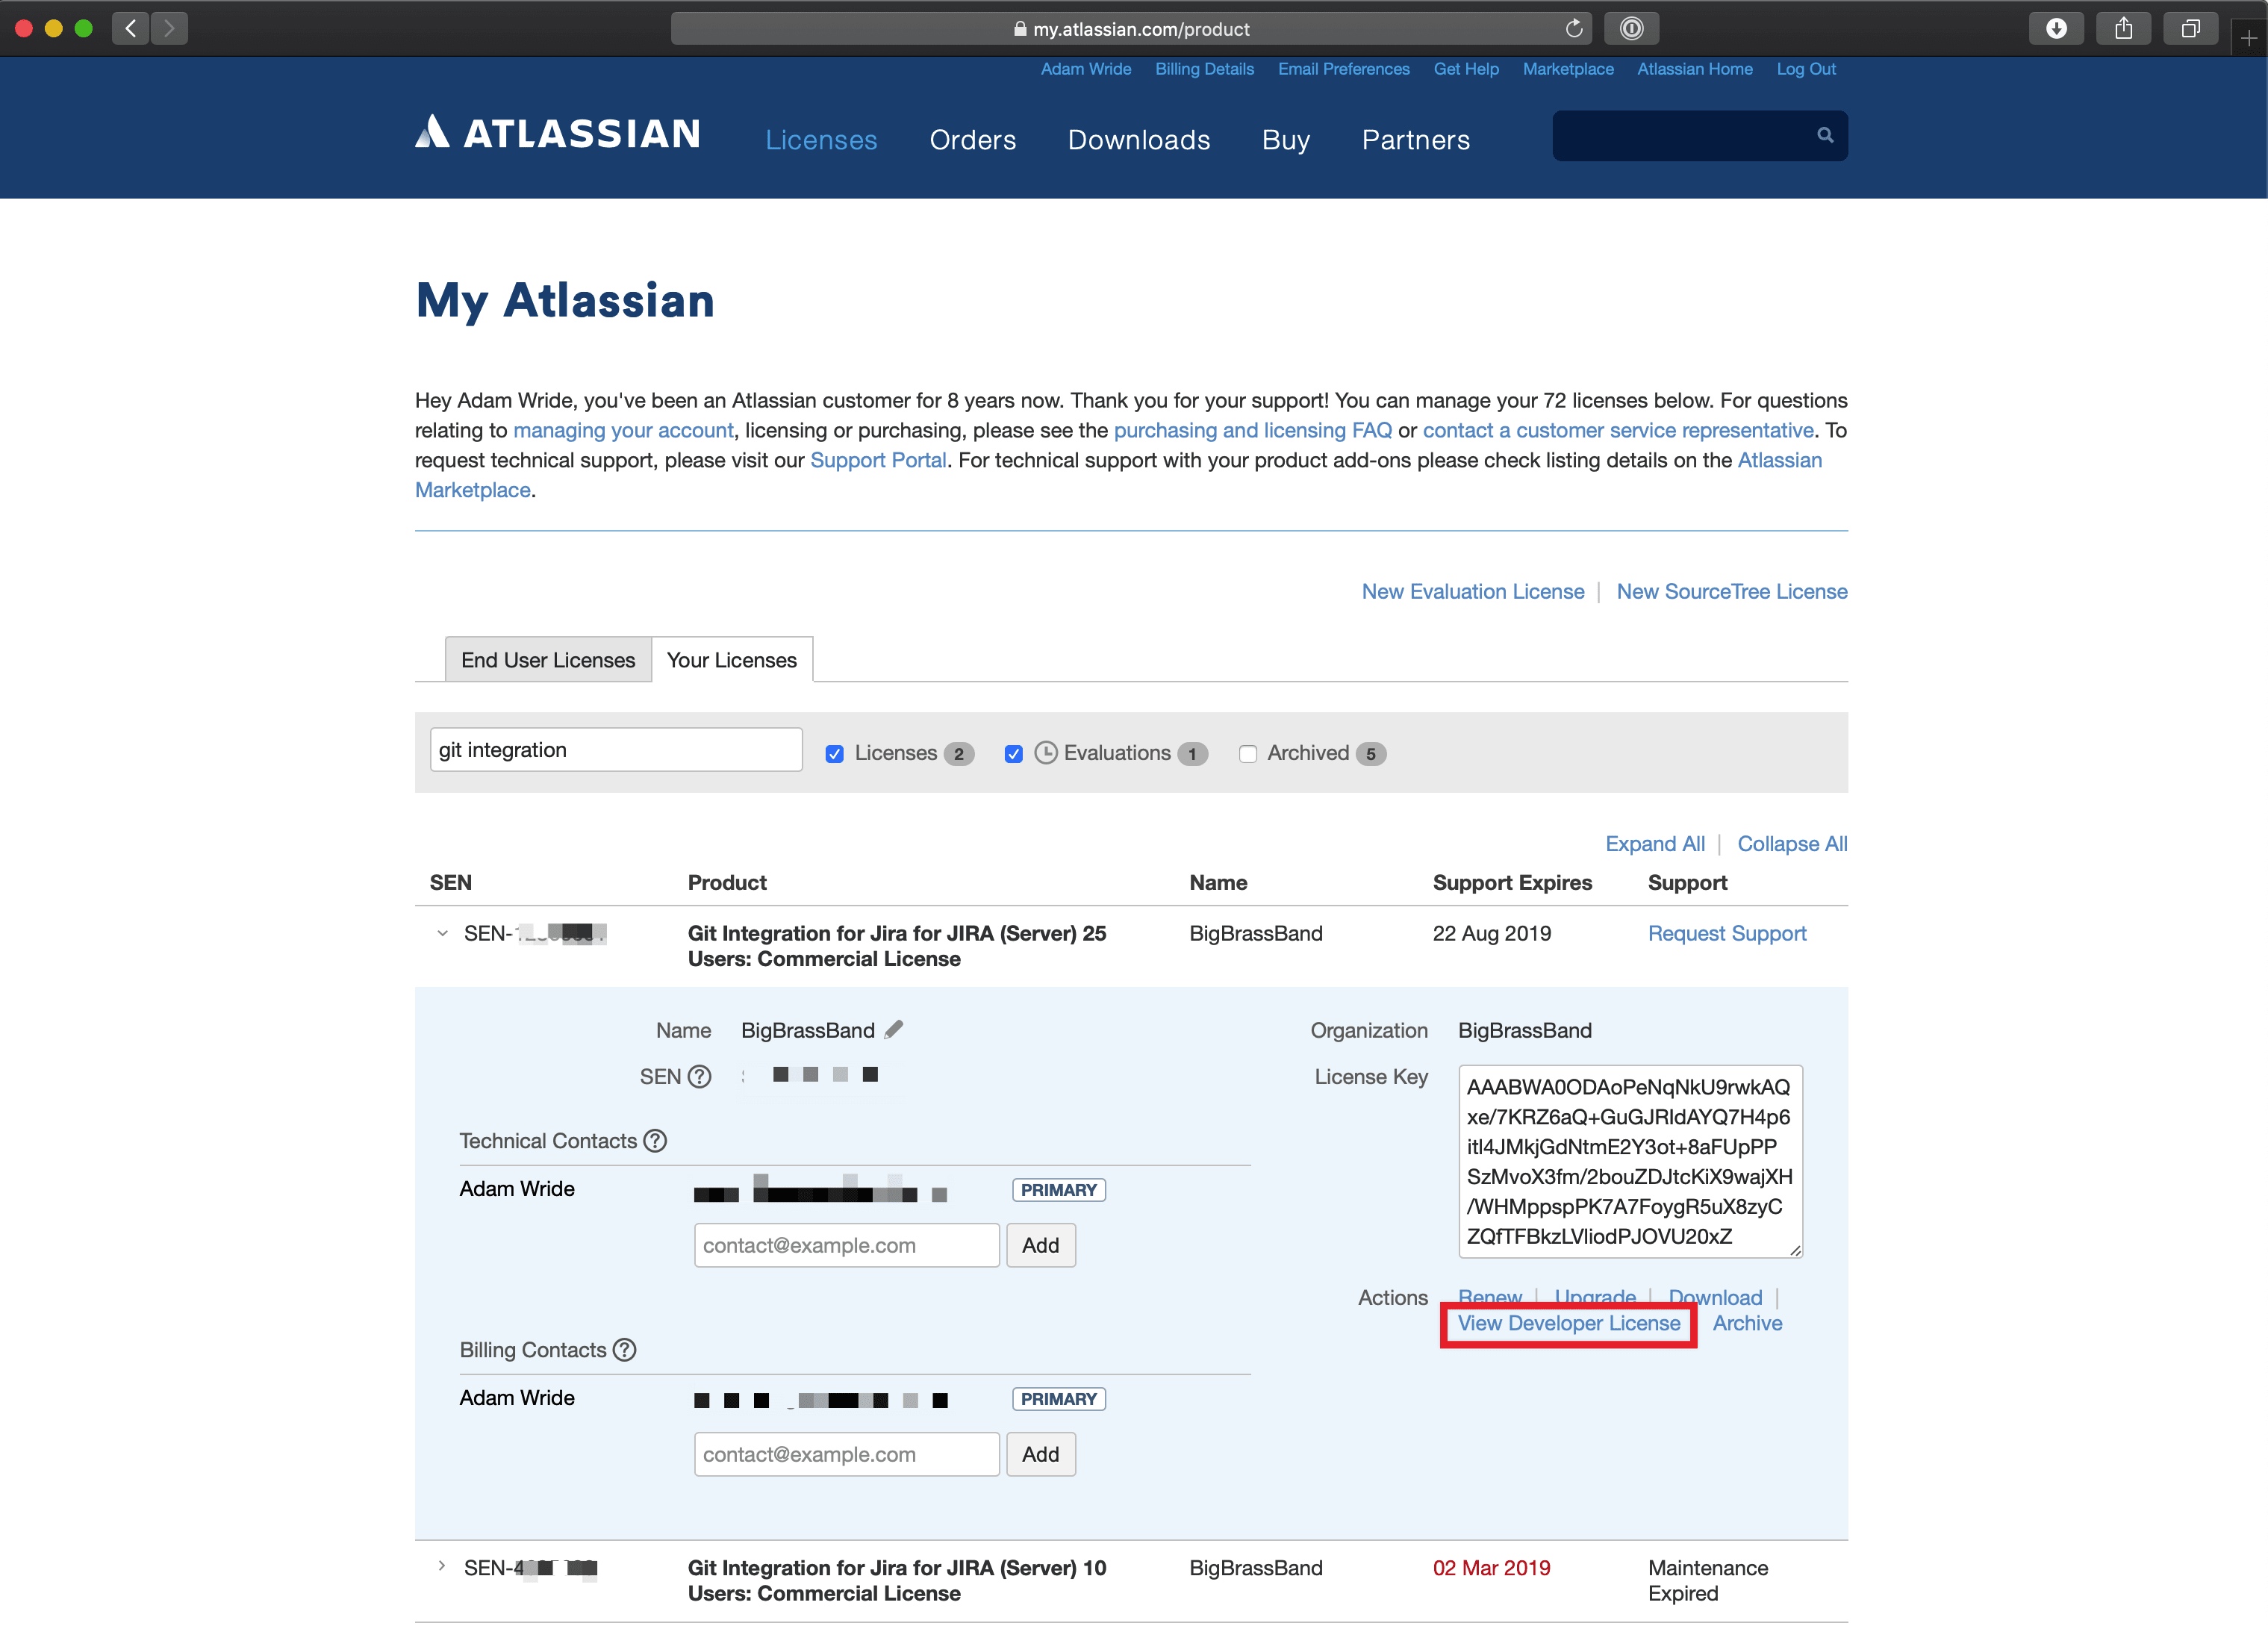 my.atlassian.com/product
Adam Wride Billing Details Email Preferences Get Help Marketplace Atlassian Home Log Out
ATLASSIAN Licenses Orders Downloads Buy Partners
My Atlassian
Hey Adam Wride, you've been an Atlassian customer for 8 years now. Thank you for your support! You can manage your 72 licenses below. For questions
relating to managing your account, licensing or purchasing, please see the purchasing and licensing FAQ or contact a customer service representative. To
request technical support, please visit our Support Portal. For technical support with your product add-ons please check listing details on the Atlassian
Marketplace.
New Evaluation License | New SourceTree License
End User Licenses Your Licenses
git integration Licenses 2 Evaluations 1 Archived 5
Expand All | Collapse All
SEN Product Name Support Expires Support
SEN- Git Integration for Jira for JIRA (Server) 25 BigBrassBand 22 Aug 2019 Request Support
Users: Commercial License
Name BigBrassBand Organization BigBrassBand
SEN ? License Key
AAABWA0ODAoPeNqNkU9rwkAQ
xe/7KRZ6aQ+GuGJRIdAYQ7H4p6
itl4JMkjGdNtmE2Y3ot+8aFUpPP
SzMvoX3fm/2bouZDJtcKiX9wajXH
/WHMppspPK7A7FoygR5uX8zyC
ZQfTFBkzLVliodPJOVU20xZ
Technical Contacts ?
Adam Wride PRIMARY
contact@example.com Add
Actions Renew | Upgrade | Download |
View Developer License Archive
Billing Contacts ?
Adam Wride PRIMARY
contact@example.com Add
SEN-4 Git Integration for Jira for JIRA (Server) 10 BigBrassBand 02 Mar 2019 Maintenance
Users: Commercial License Expired